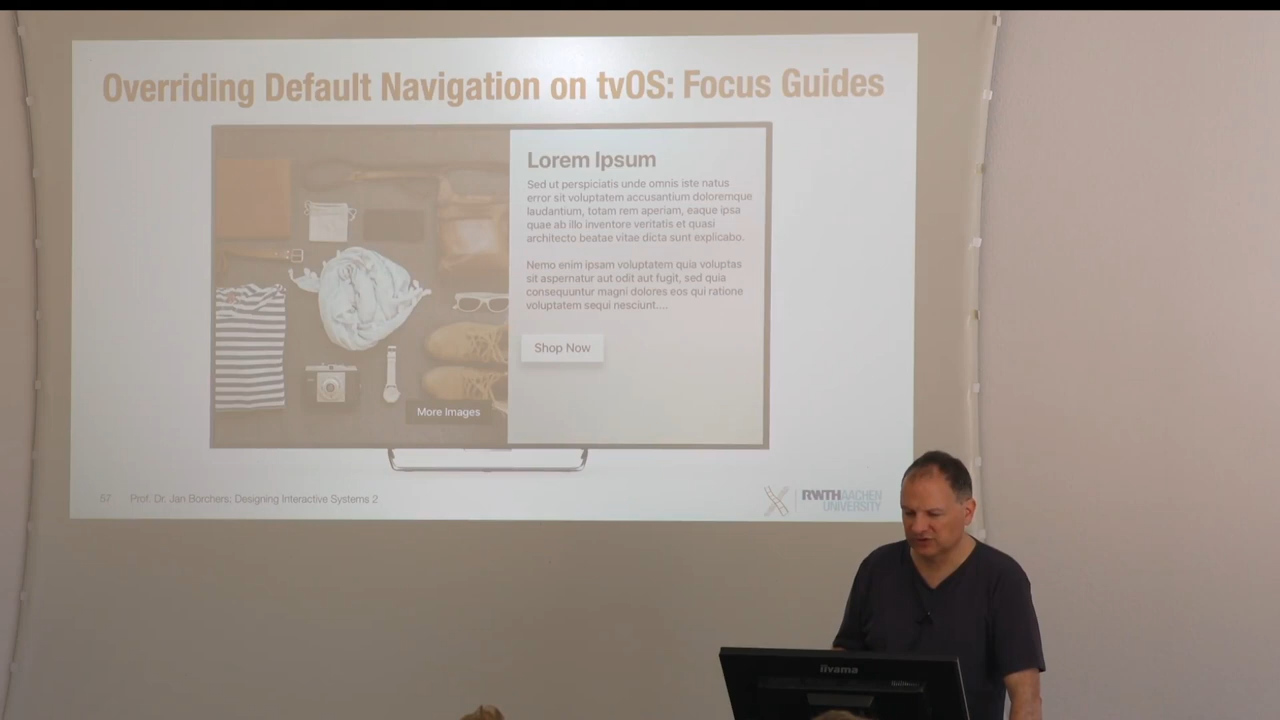 Overriding Default Navigation on tvOS: Focus Guides
Lorem Ipsum
Sed ut perspiciatis unde omnis iste natus
error sit voluptatem accusantium doloremque
laudantium, totam rem aperiam, eaque ipsa
quae ab illo inventore veritatis et quasi
architecto beatae vitae dicta sunt explicabo.
Nemo enim ipsam voluptatem quia voluptas
sit aspernatur aut odit aut fugit, sed quia
consequuntur magni dolores eos qui ratione
voluptatem sequi nesciunt....
Shop Now
More Images
57 Prof. Dr. Jan Borchers: Designing Interactive Systems 2
RWTH AACHEN
UNIVERSITY
iiyama